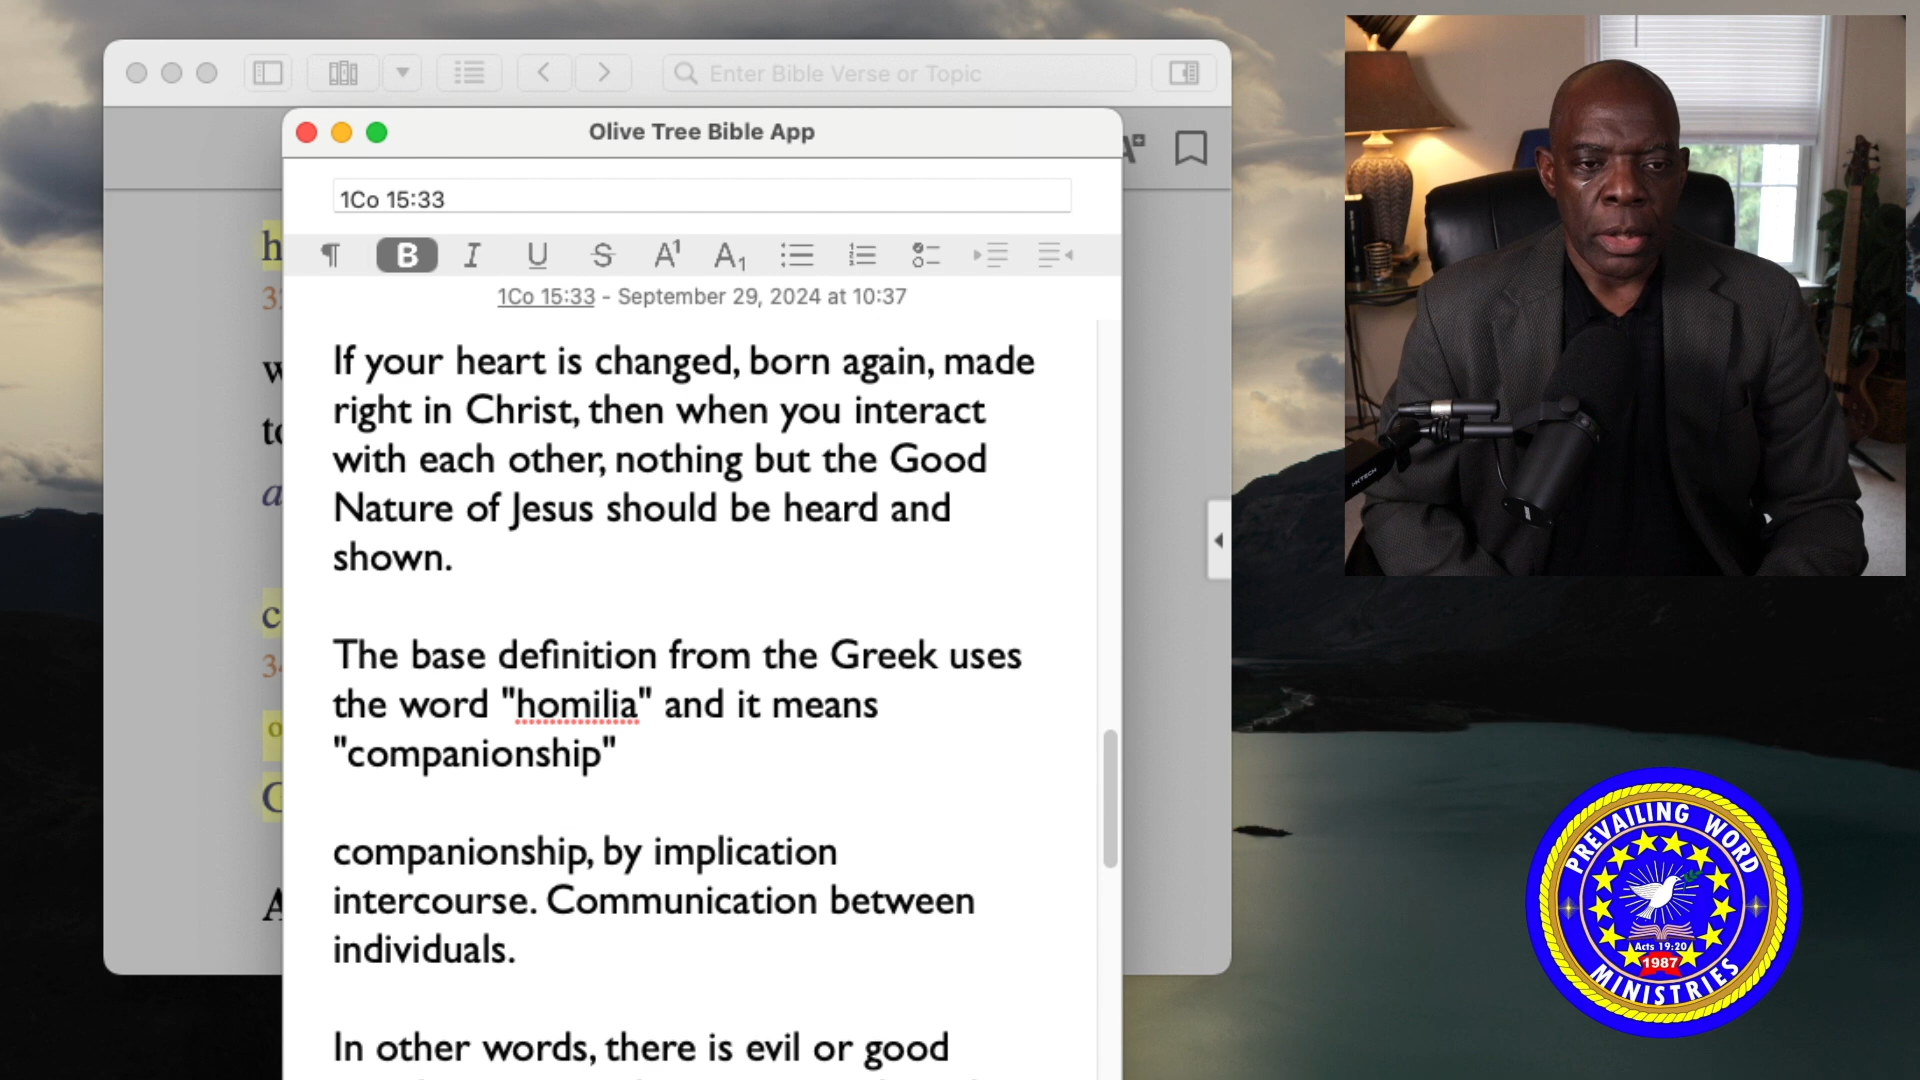 Enter Bible Verse or Topic
Olive Tree Bible App
1Co 15:33
1Co 15:33 - September 29, 2024 at 10:37
If your heart is changed, born again, made
right in Christ, then when you interact
with each other, nothing but the Good
Nature of Jesus should be heard and
shown.
The base definition from the Greek uses
the word "homilia" and it means
"companionship"
companionship, by implication
intercourse. Communication between
individuals.
In other words, there is evil or good
PREVAILING WORD
Acts 19:20
1987
MINISTRIES